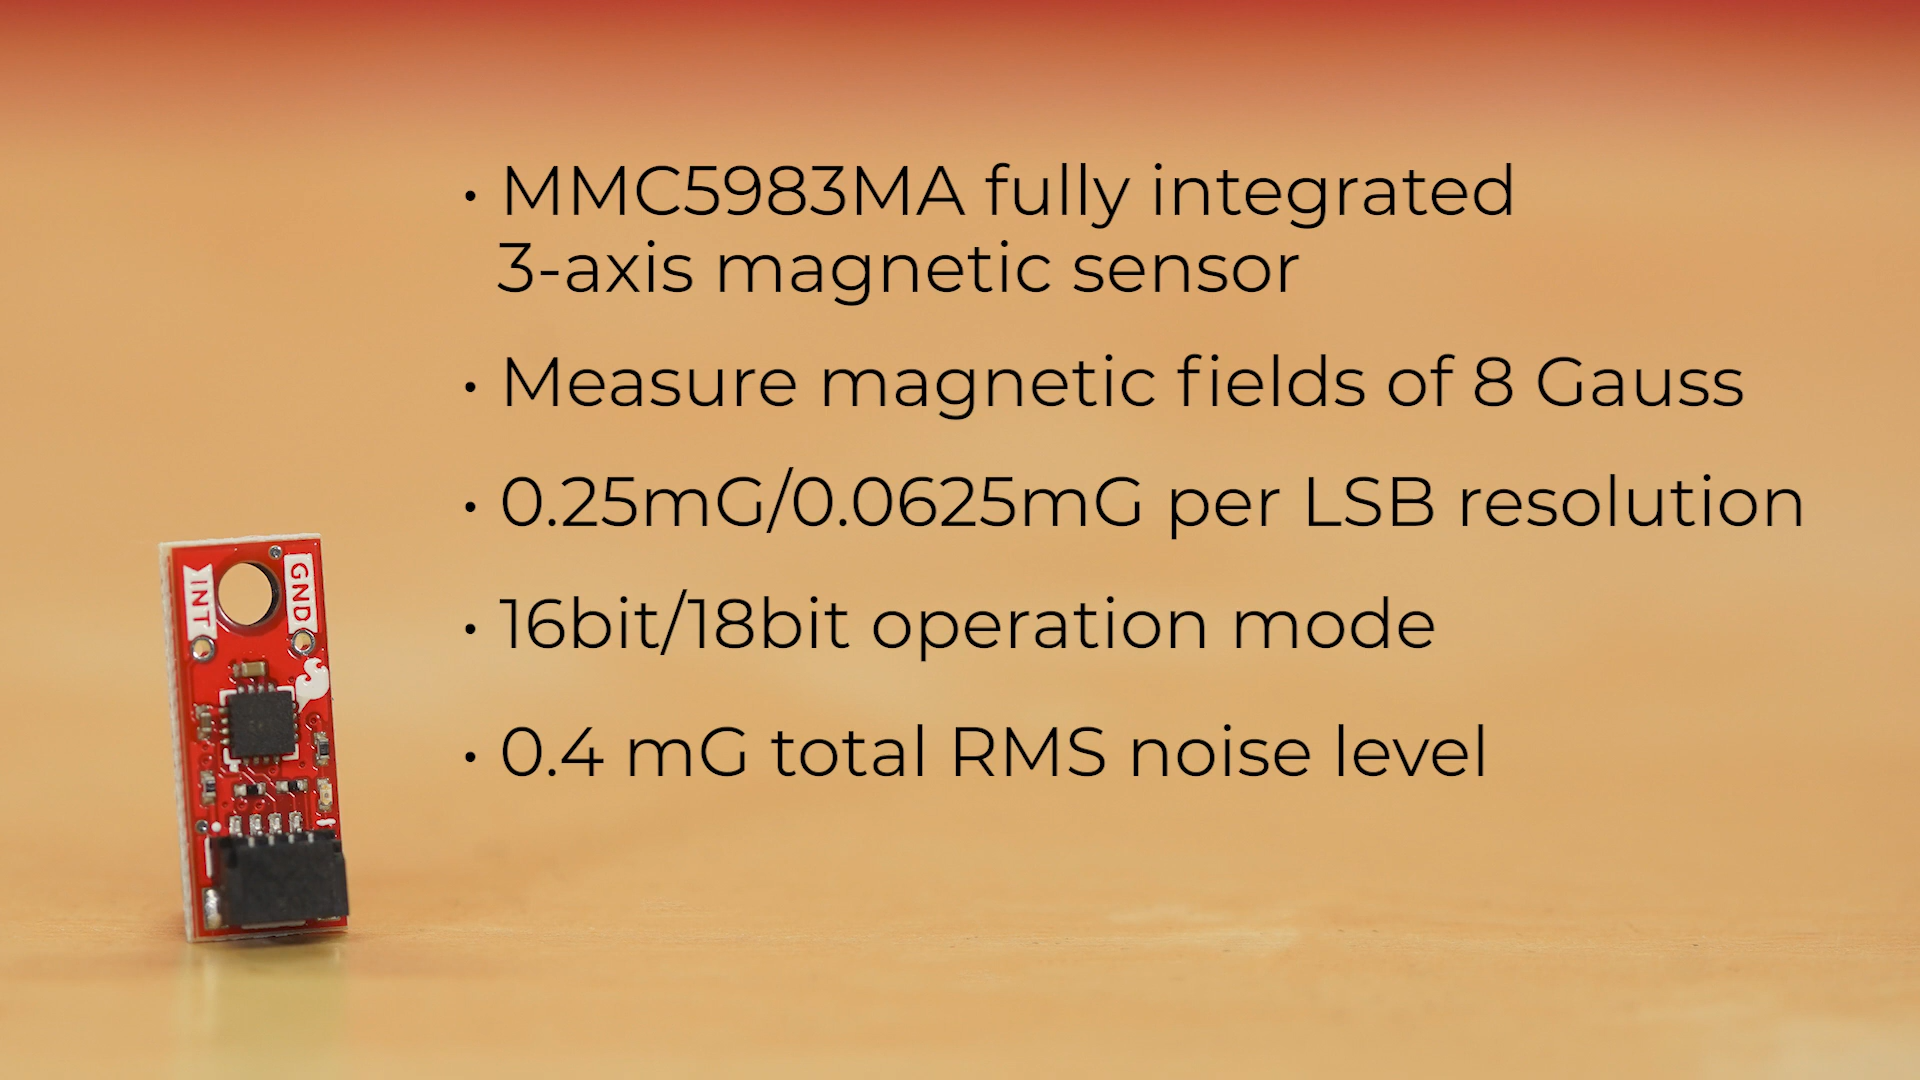 • MMC5983MA fully integrated
3-axis magnetic sensor
• Measure magnetic fields of 8 Gauss
• 0.25mG/0.0625mG per LSB resolution
• 16bit/18bit operation mode
• 0.4 mG total RMS noise level
INT
GND